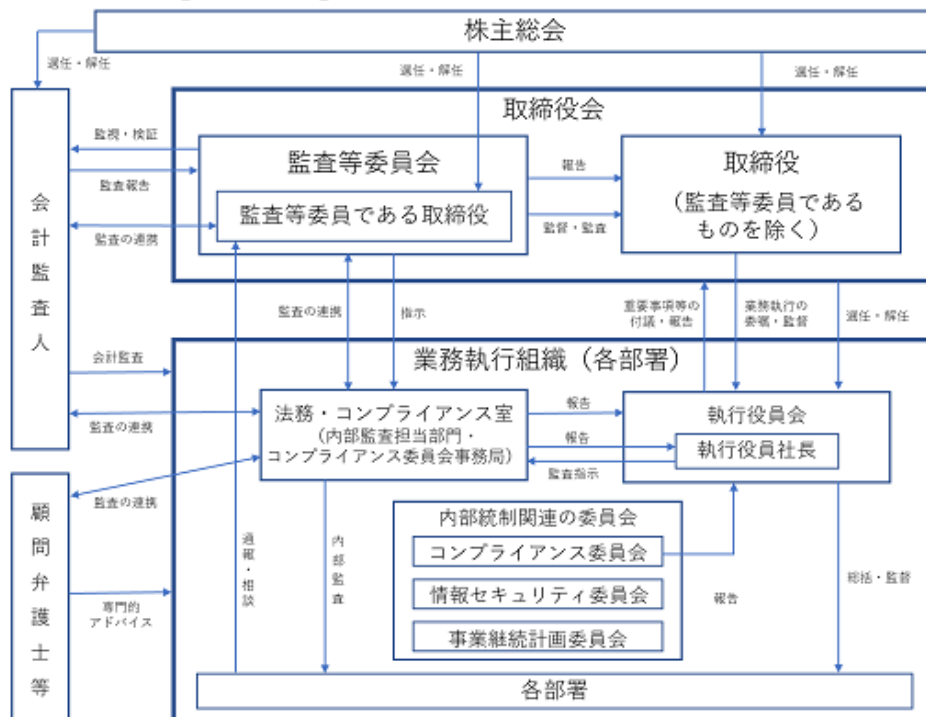 株主総会
選任・解任
選任・解任
選任・解任
取締役会
監視・検証
監査報告
監査の連携
会計監査人
監査等委員会
監査等委員である取締役
報告
監督・監査
取締役
（監査等委員である
ものを除く）
監査の連携
指示
重要事項等の
付議・報告
業務執行の
委嘱・監督
選任・解任
会計監査
監査の連携
業務執行組織（各部署）
法務・コンプライアンス室
（内部監査担当部門・
コンプライアンス委員会事務局）
報告
報告
監査指示
執行役員会
執行役員社長
顧問弁護士等
監査の連携
専門的
アドバイス
通報・相談
内部監査
内部統制関連の委員会
コンプライアンス委員会
情報セキュリティ委員会
事業継続計画委員会
報告
総括・監督
各部署